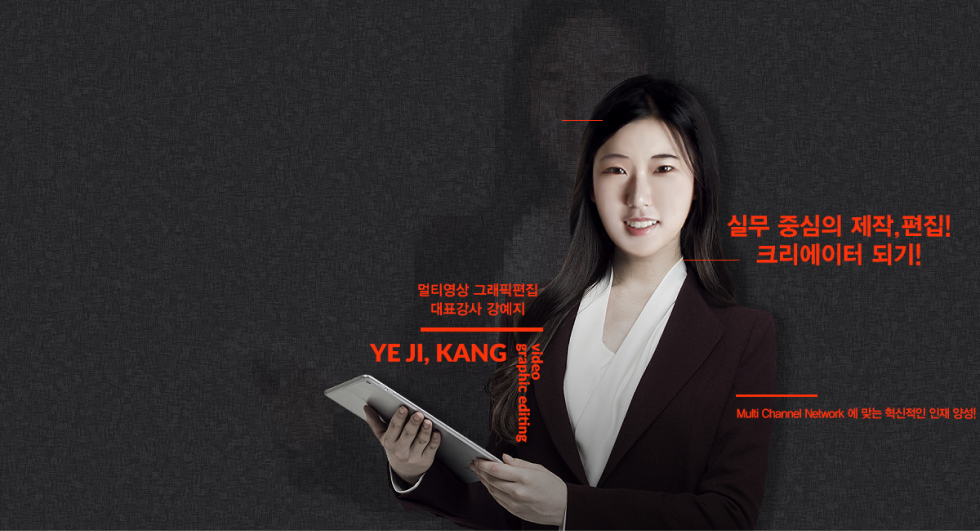 실무 중심의 제작,편집!
크리에이터 되기!
멀티영상 그래픽편집
대표강사 강예지
YE JI, KANG
video
graphic editing
Multi Channel Network 에 맞는 혁신적인 인재 양성!